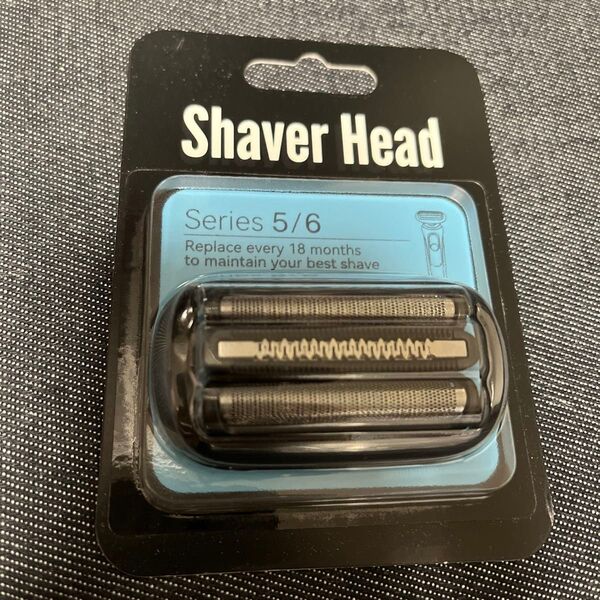 Shaver Head
Series 5/6
Replace every 18 months
to maintain your best shave